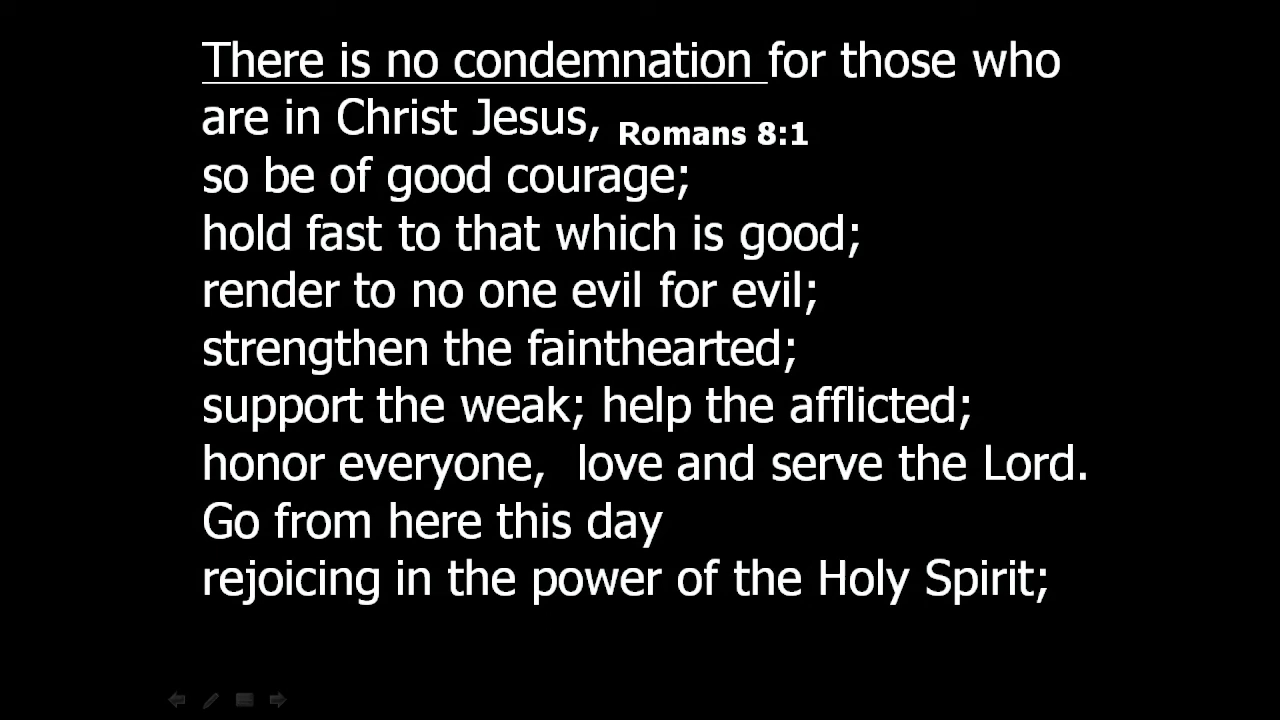 There is no condemnation for those who
are in Christ Jesus, Romans 8:1
so be of good courage;
hold fast to that which is good;
render to no one evil for evil;
strengthen the fainthearted;
support the weak; help the afflicted;
honor everyone,  love and serve the Lord.
Go from here this day
rejoicing in the power of the Holy Spirit;